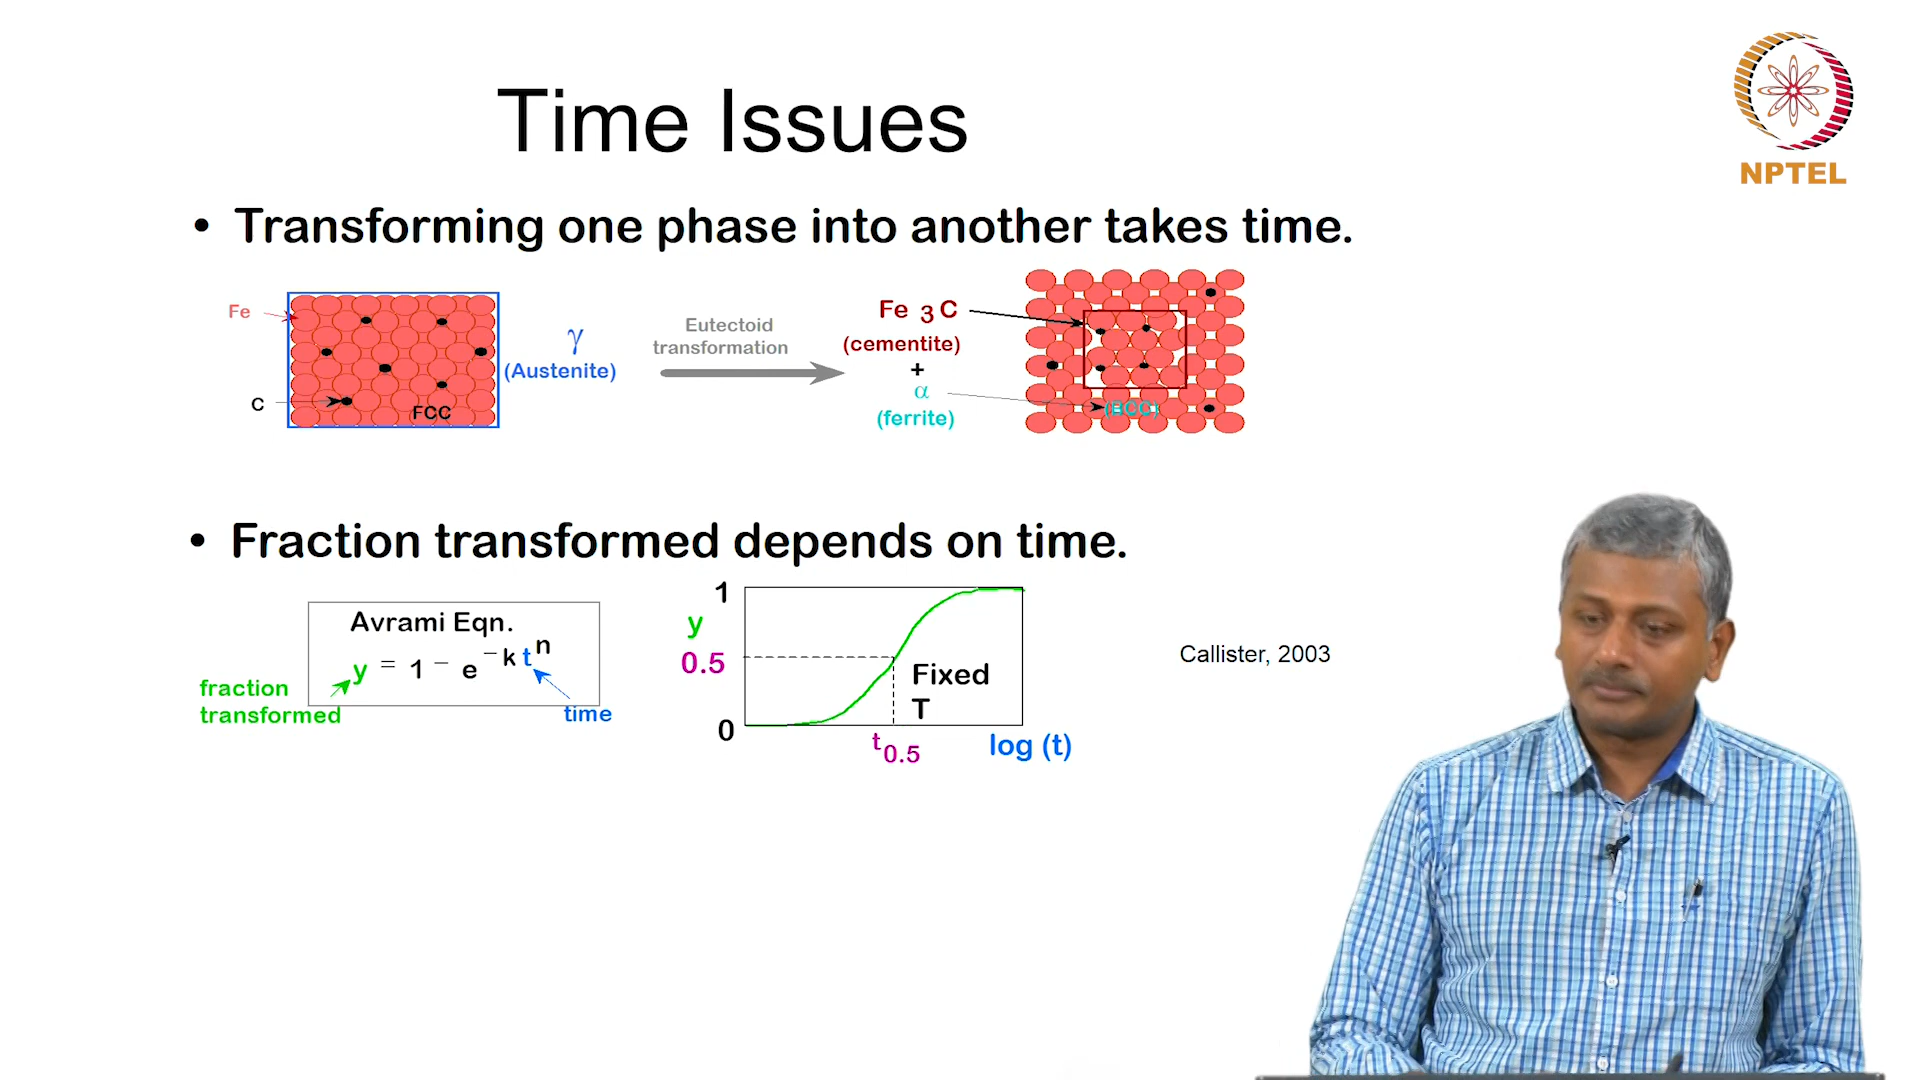 Time Issues
NPTEL
• Transforming one phase into another takes time.
Fe
C
FCC
γ
(Austenite)
Eutectoid
transformation
Fe 3 C
(cementite)
+
α
(ferrite)
(BCC)
• Fraction transformed depends on time.
Avrami Eqn.
y = 1 - e -kt n
fraction
transformed
time
1
y
0.5
0
Fixed
T
t0.5
log (t)
Callister, 2003